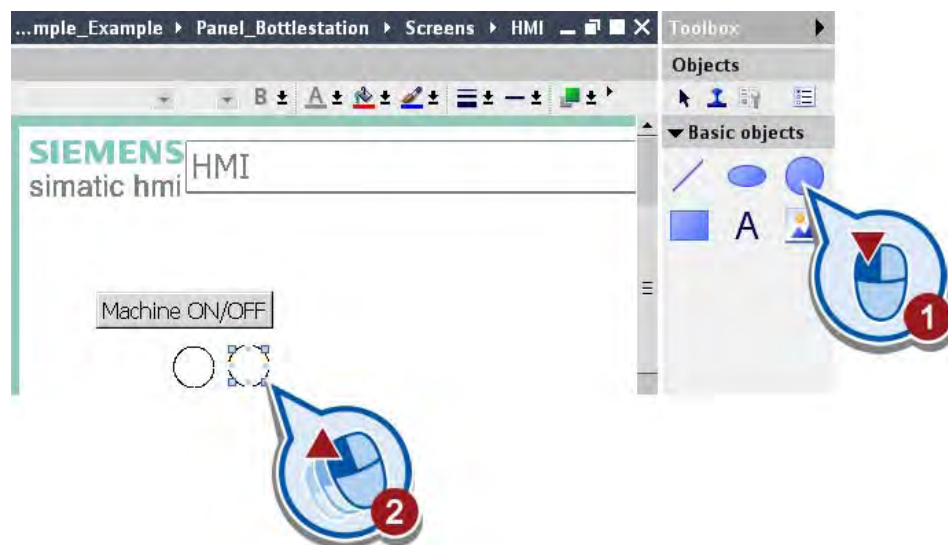 ...mple_Example ▸ Panel_Bottlestation ▸ Screens ▸ HMI
Toolbox
Objects
B
A
Basic objects
SIEMENS
simatic hmi
HMI
A
Machine ON/OFF
1
2